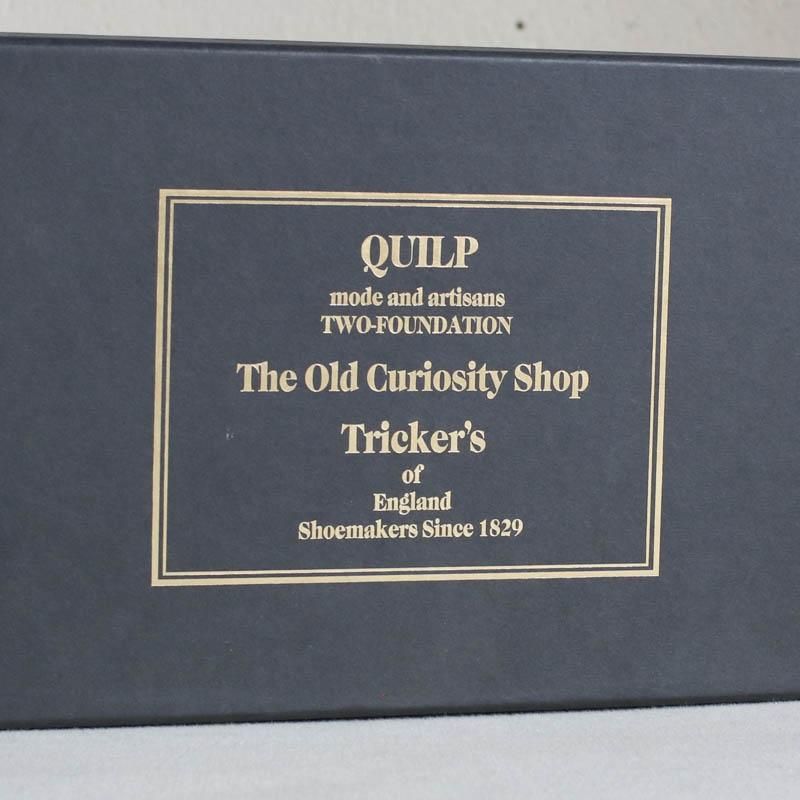 QUILP
mode and artisans
TWO-FOUNDATION
The Old Curiosity Shop
Tricker's
of
England
Shoemakers Since 1829